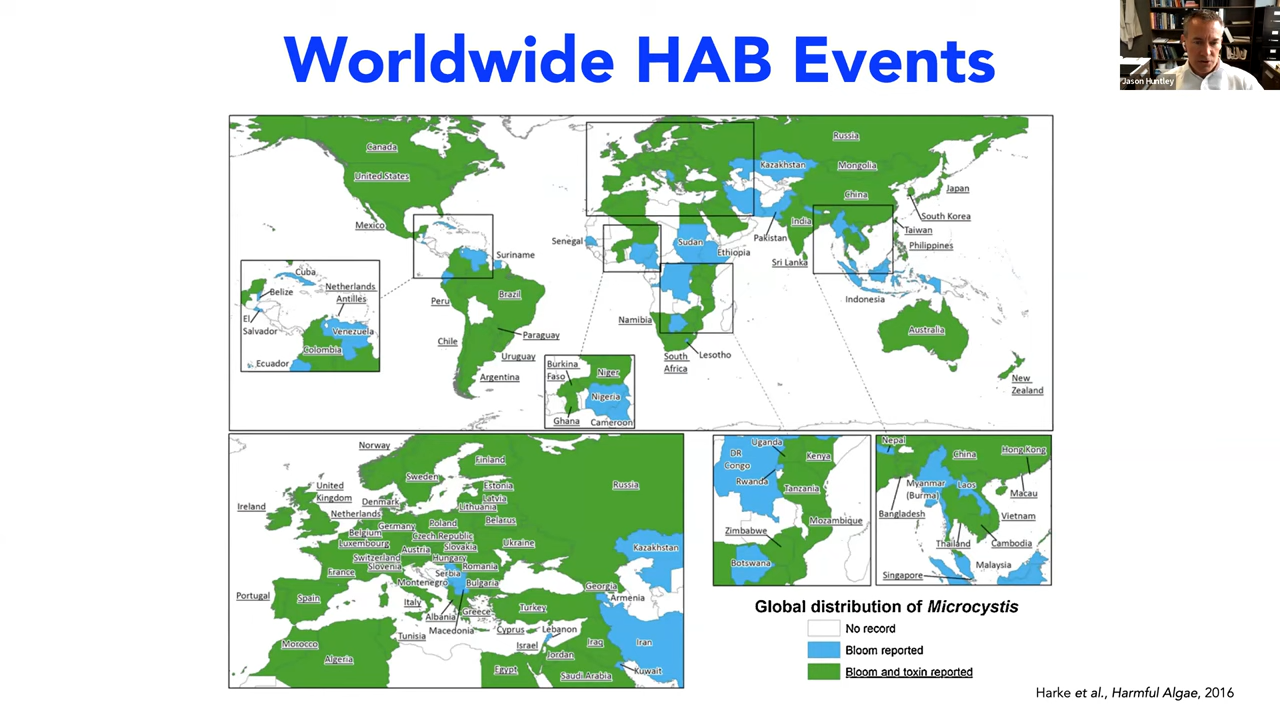 Worldwide HAB Events
Jason Huntley
Canada
United States
Mexico
Russia
Kazakhstan
Mongolia
China
Japan
South Korea
Taiwan
Philippines
India
Pakistan
Sri Lanka
Indonesia
Senegal
Sudan
Ethiopia
Suriname
Peru
Brazil
Chile
Paraguay
Uruguay
Argentina
Namibia
South
Africa
Lesotho
Australia
New
Zealand
Cuba
Belize
Netherlands
Antilles
El
Salvador
Venezuela
Colombia
Ecuador
Burkina
Faso
Niger
Nigeria
Ghana
Cameroon
Norway
Finland
Sweden
Russia
United
Kingdom
Estonia
Latvia
Lithuania
Ireland
Denmark
Netherlands
Germany
Poland
Belarus
Belgium
Czech Republic
Luxembourg
Austria
Slovakia
Ukraine
Switzerland
Hungary
Slovenia
Romania
France
Serbia
Montenegro
Bulgaria
Kazakhstan
Georgia
Armenia
Portugal
Spain
Italy
Albania
Greece
Turkey
Macedonia
Cyprus
Lebanon
Tunisia
Israel
Iraq
Iran
Morocco
Algeria
Jordan
Egypt
Saudi Arabia
Kuwait
Uganda
DR
Congo
Kenya
Rwanda
Tanzania
Mozambique
Zimbabwe
Botswana
Nepal
China
Hong Kong
Myanmar
(Burma)
Laos
Macau
Bangladesh
Vietnam
Thailand
Cambodia
Malaysia
Singapore
Global distribution of Microcystis
No record
Bloom reported
Bloom and toxin reported
Harke et al., Harmful Algae, 2016